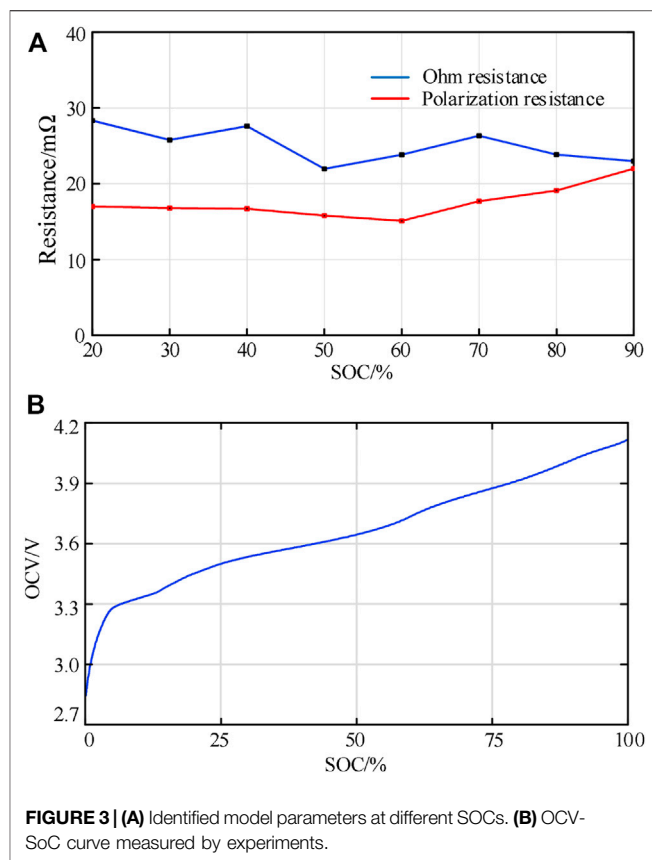 A
40
30
20
10
0
Resistance/mΩ
Ohm resistance
Polarization resistance
20 30 40 50 60 70 80 90
SOC/%
B
4.2
3.9
3.6
3.3
3.0
2.7
OCV/V
0 25 50 75 100
SOC/%
FIGURE 3 | (A) Identified model parameters at different SOCs. (B) OCV-
SoC curve measured by experiments.